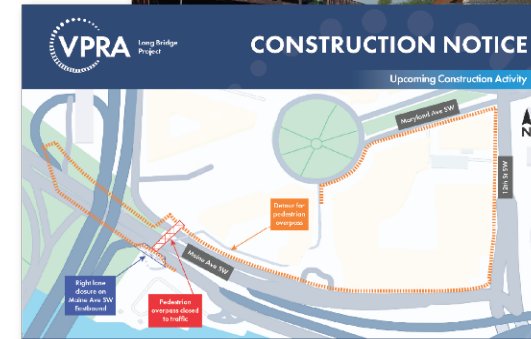 VPRA
Long Bridge
Project
CONSTRUCTION NOTICE
Upcoming Construction Activity
Maryland Ave SW
N
12th St SW
Detour for
pedestrian
overpass
Maine Ave SW
Right lane
closure on
Maine Ave SW
Eastbound
Pedestrian
overpass closed
to traffic